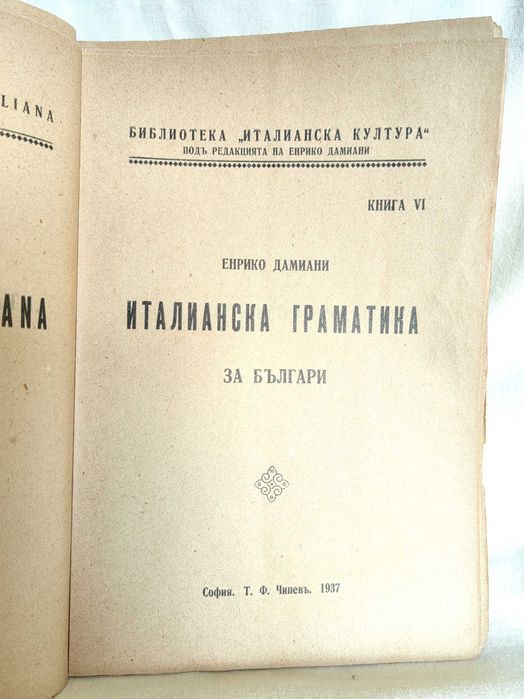 LIANA
ANA
БИБЛИОТЕКА „ИТАЛИАНСКА КУЛТУРА“
ПОДЪ РЕДАКЦИЯТА НА ЕНРИКО ДАМИАНИ
КНИГА VI
ЕНРИКО ДАМИАНИ
ИТАЛИАНСКА ГРАМАТИКА
ЗА БЪЛГАРИ
София. Т. Ф. Чипевъ. 1937